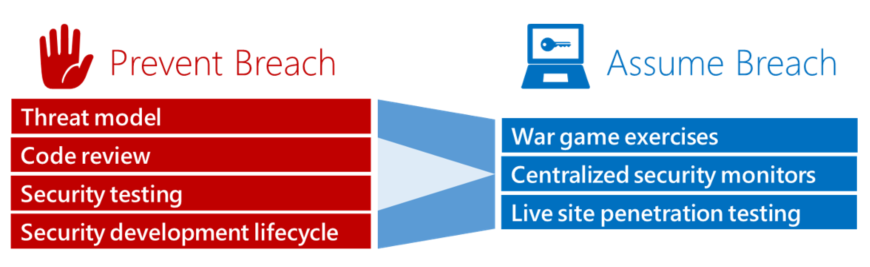 Prevent Breach
Threat model
Code review
Security testing
Security development lifecycle
Assume Breach
War game exercises
Centralized security monitors
Live site penetration testing